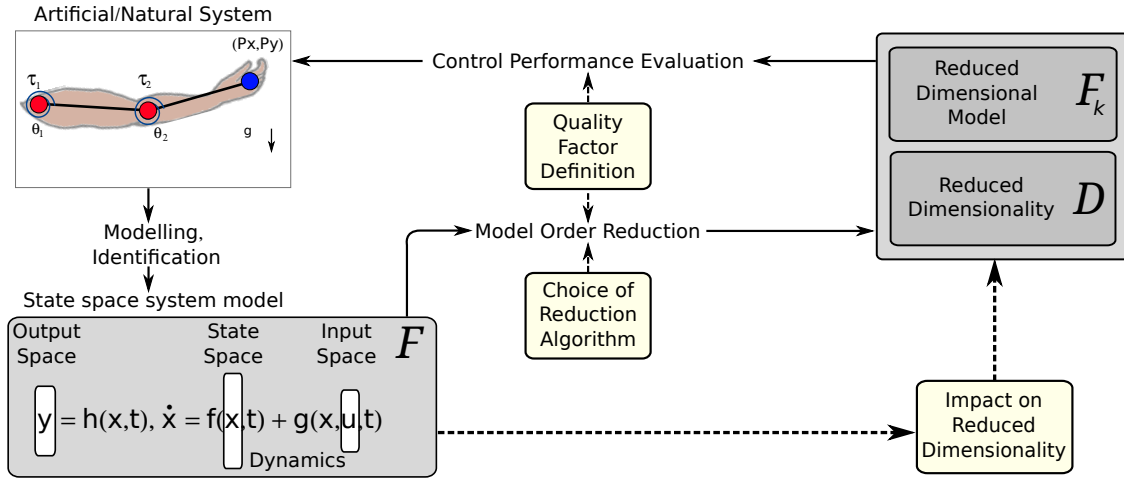 Artificial/Natural System
(Px,Py)
τ1
τ2
θ1
θ2
g
Modelling,
Identification
State space system model
Output
Space
State
Space
Input
Space
F
y = h(x,t), ẋ = f(x,t) + g(x,u,t)
Dynamics
Control Performance Evaluation
Quality
Factor
Definition
Model Order Reduction
Choice of
Reduction
Algorithm
Reduced
Dimensional
Model
Fk
Reduced
Dimensionality
D
Impact on
Reduced
Dimensionality